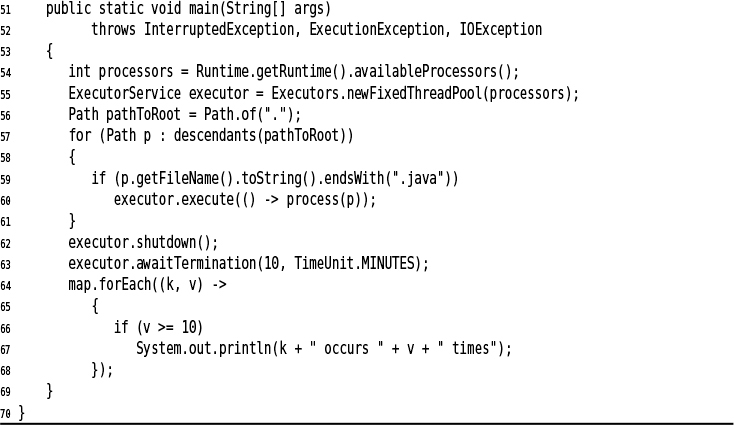 51    public static void main(String[] args)
52          throws InterruptedException, ExecutionException, IOException
53    {
54       int processors = Runtime.getRuntime().availableProcessors();
55       ExecutorService executor = Executors.newFixedThreadPool(processors);
56       Path pathToRoot = Path.of(".");
57       for (Path p : descendants(pathToRoot))
58       {
59          if (p.getFileName().toString().endsWith(".java"))
60             executor.execute(() -> process(p));
61       }
62       executor.shutdown();
63       executor.awaitTermination(10, TimeUnit.MINUTES);
64       map.forEach((k, v) ->
65          {
66             if (v >= 10)
67                System.out.println(k + " occurs " + v + " times");
68          });
69    }
70 }